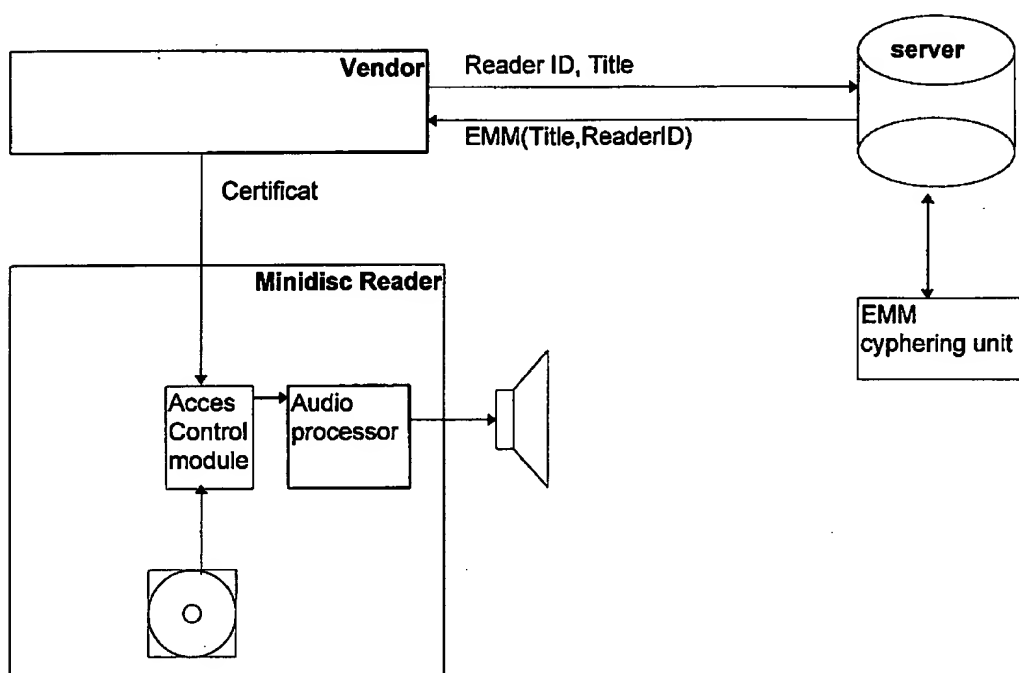 Vendor
Reader ID, Title
server
EMM(Title,ReaderID)
Certificat
Minidisc Reader
EMM
cyphering unit
Acces
Control
module
Audio
processor